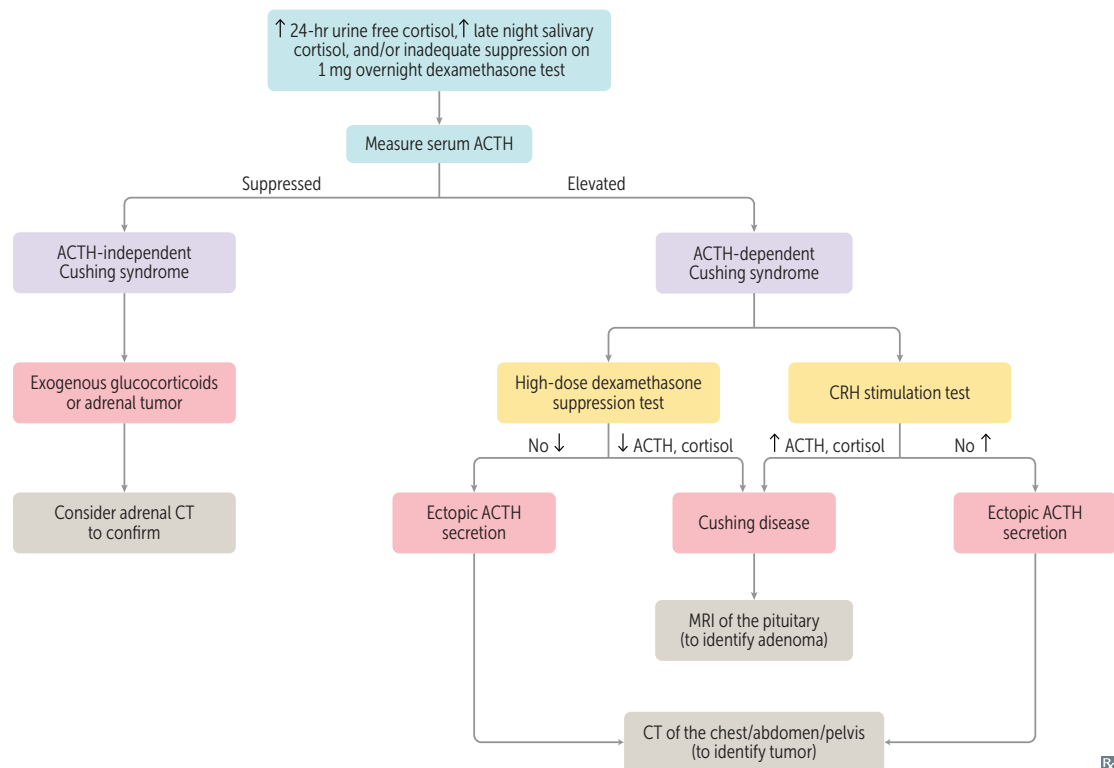 ↑ 24-hr urine free cortisol, ↑ late night salivary
cortisol, and/or inadequate suppression on
1 mg overnight dexamethasone test
Measure serum ACTH
Suppressed
Elevated
ACTH-independent
Cushing syndrome
ACTH-dependent
Cushing syndrome
Exogenous glucocorticoids
or adrenal tumor
High-dose dexamethasone
suppression test
CRH stimulation test
No ↓
↓ ACTH, cortisol
↑ ACTH, cortisol
No ↑
Consider adrenal CT
to confirm
Ectopic ACTH
secretion
Cushing disease
Ectopic ACTH
secretion
MRI of the pituitary
(to identify adenoma)
CT of the chest/abdomen/pelvis
(to identify tumor)